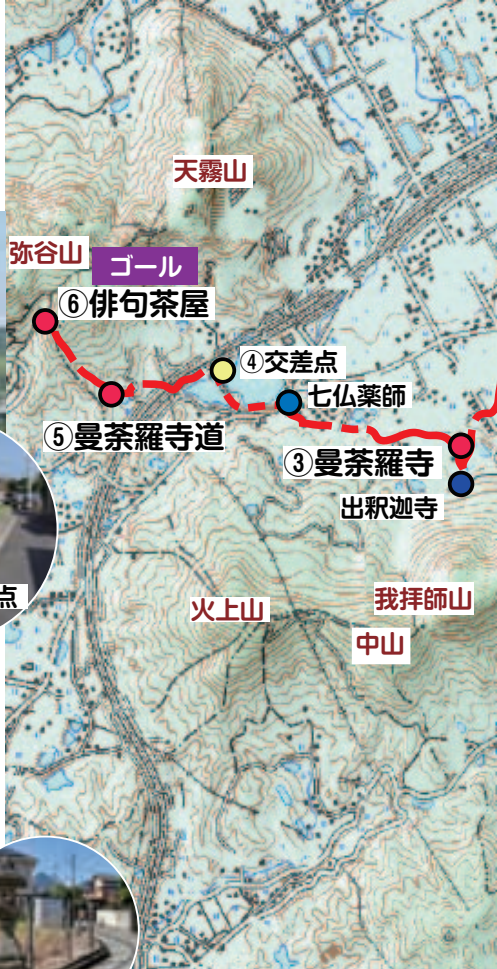 天霧山
弥谷山
ゴール
⑥俳句茶屋
④交差点
七仏薬師
⑤曼荼羅寺道
③曼荼羅寺
出釈迦寺
点
火上山
我拝師山
中山